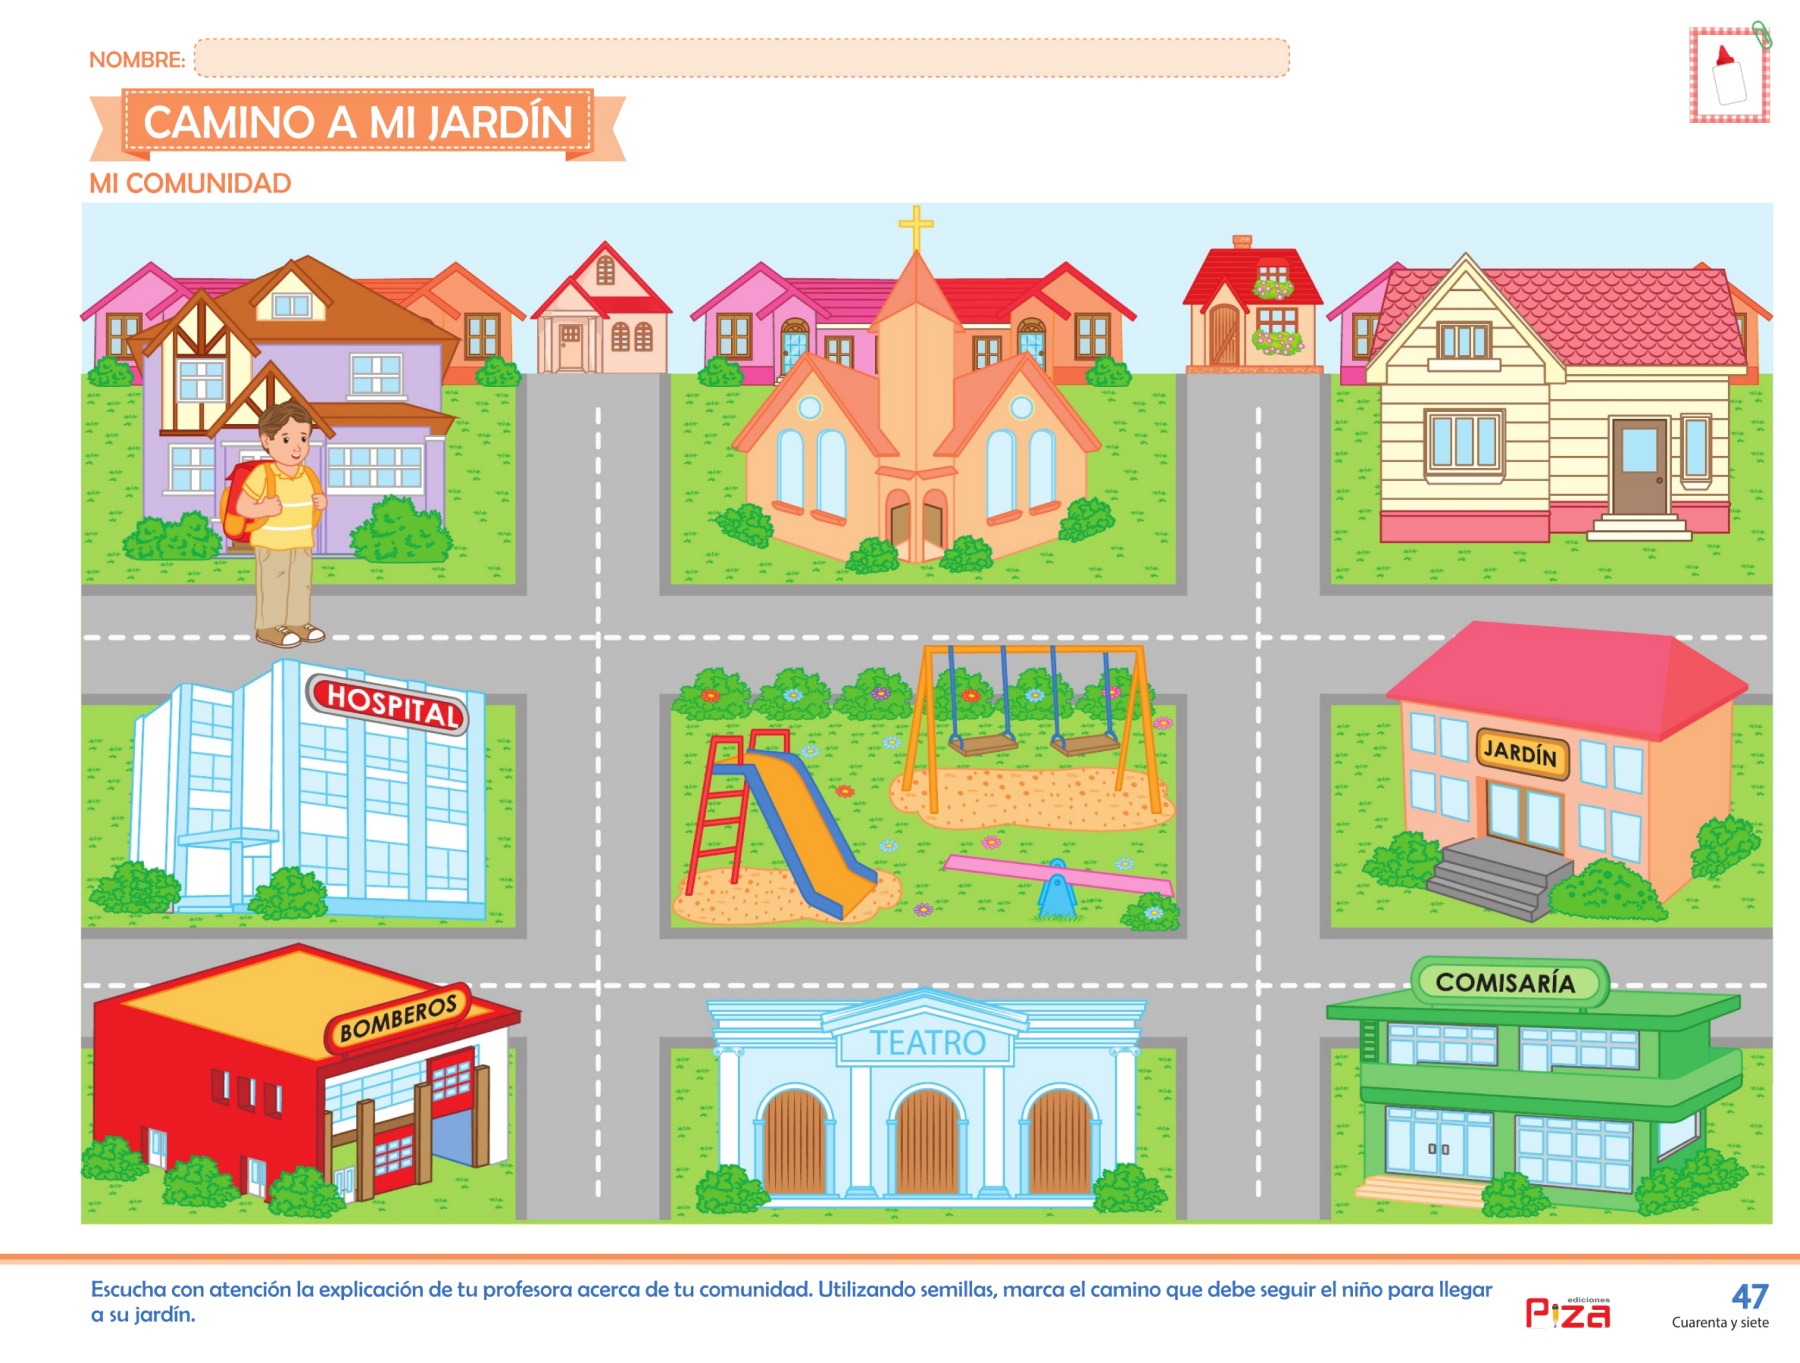 NOMBRE:
CAMINO A MI JARDÍN
MI COMUNIDAD
HOSPITAL
JARDÍN
BOMBEROS
TEATRO
COMISARÍA
Escucha con atención la explicación de tu profesora acerca de tu comunidad. Utilizando semillas, marca el camino que debe seguir el niño para llegar
a su jardín.
ediciones
Piza
47
Cuarenta y siete